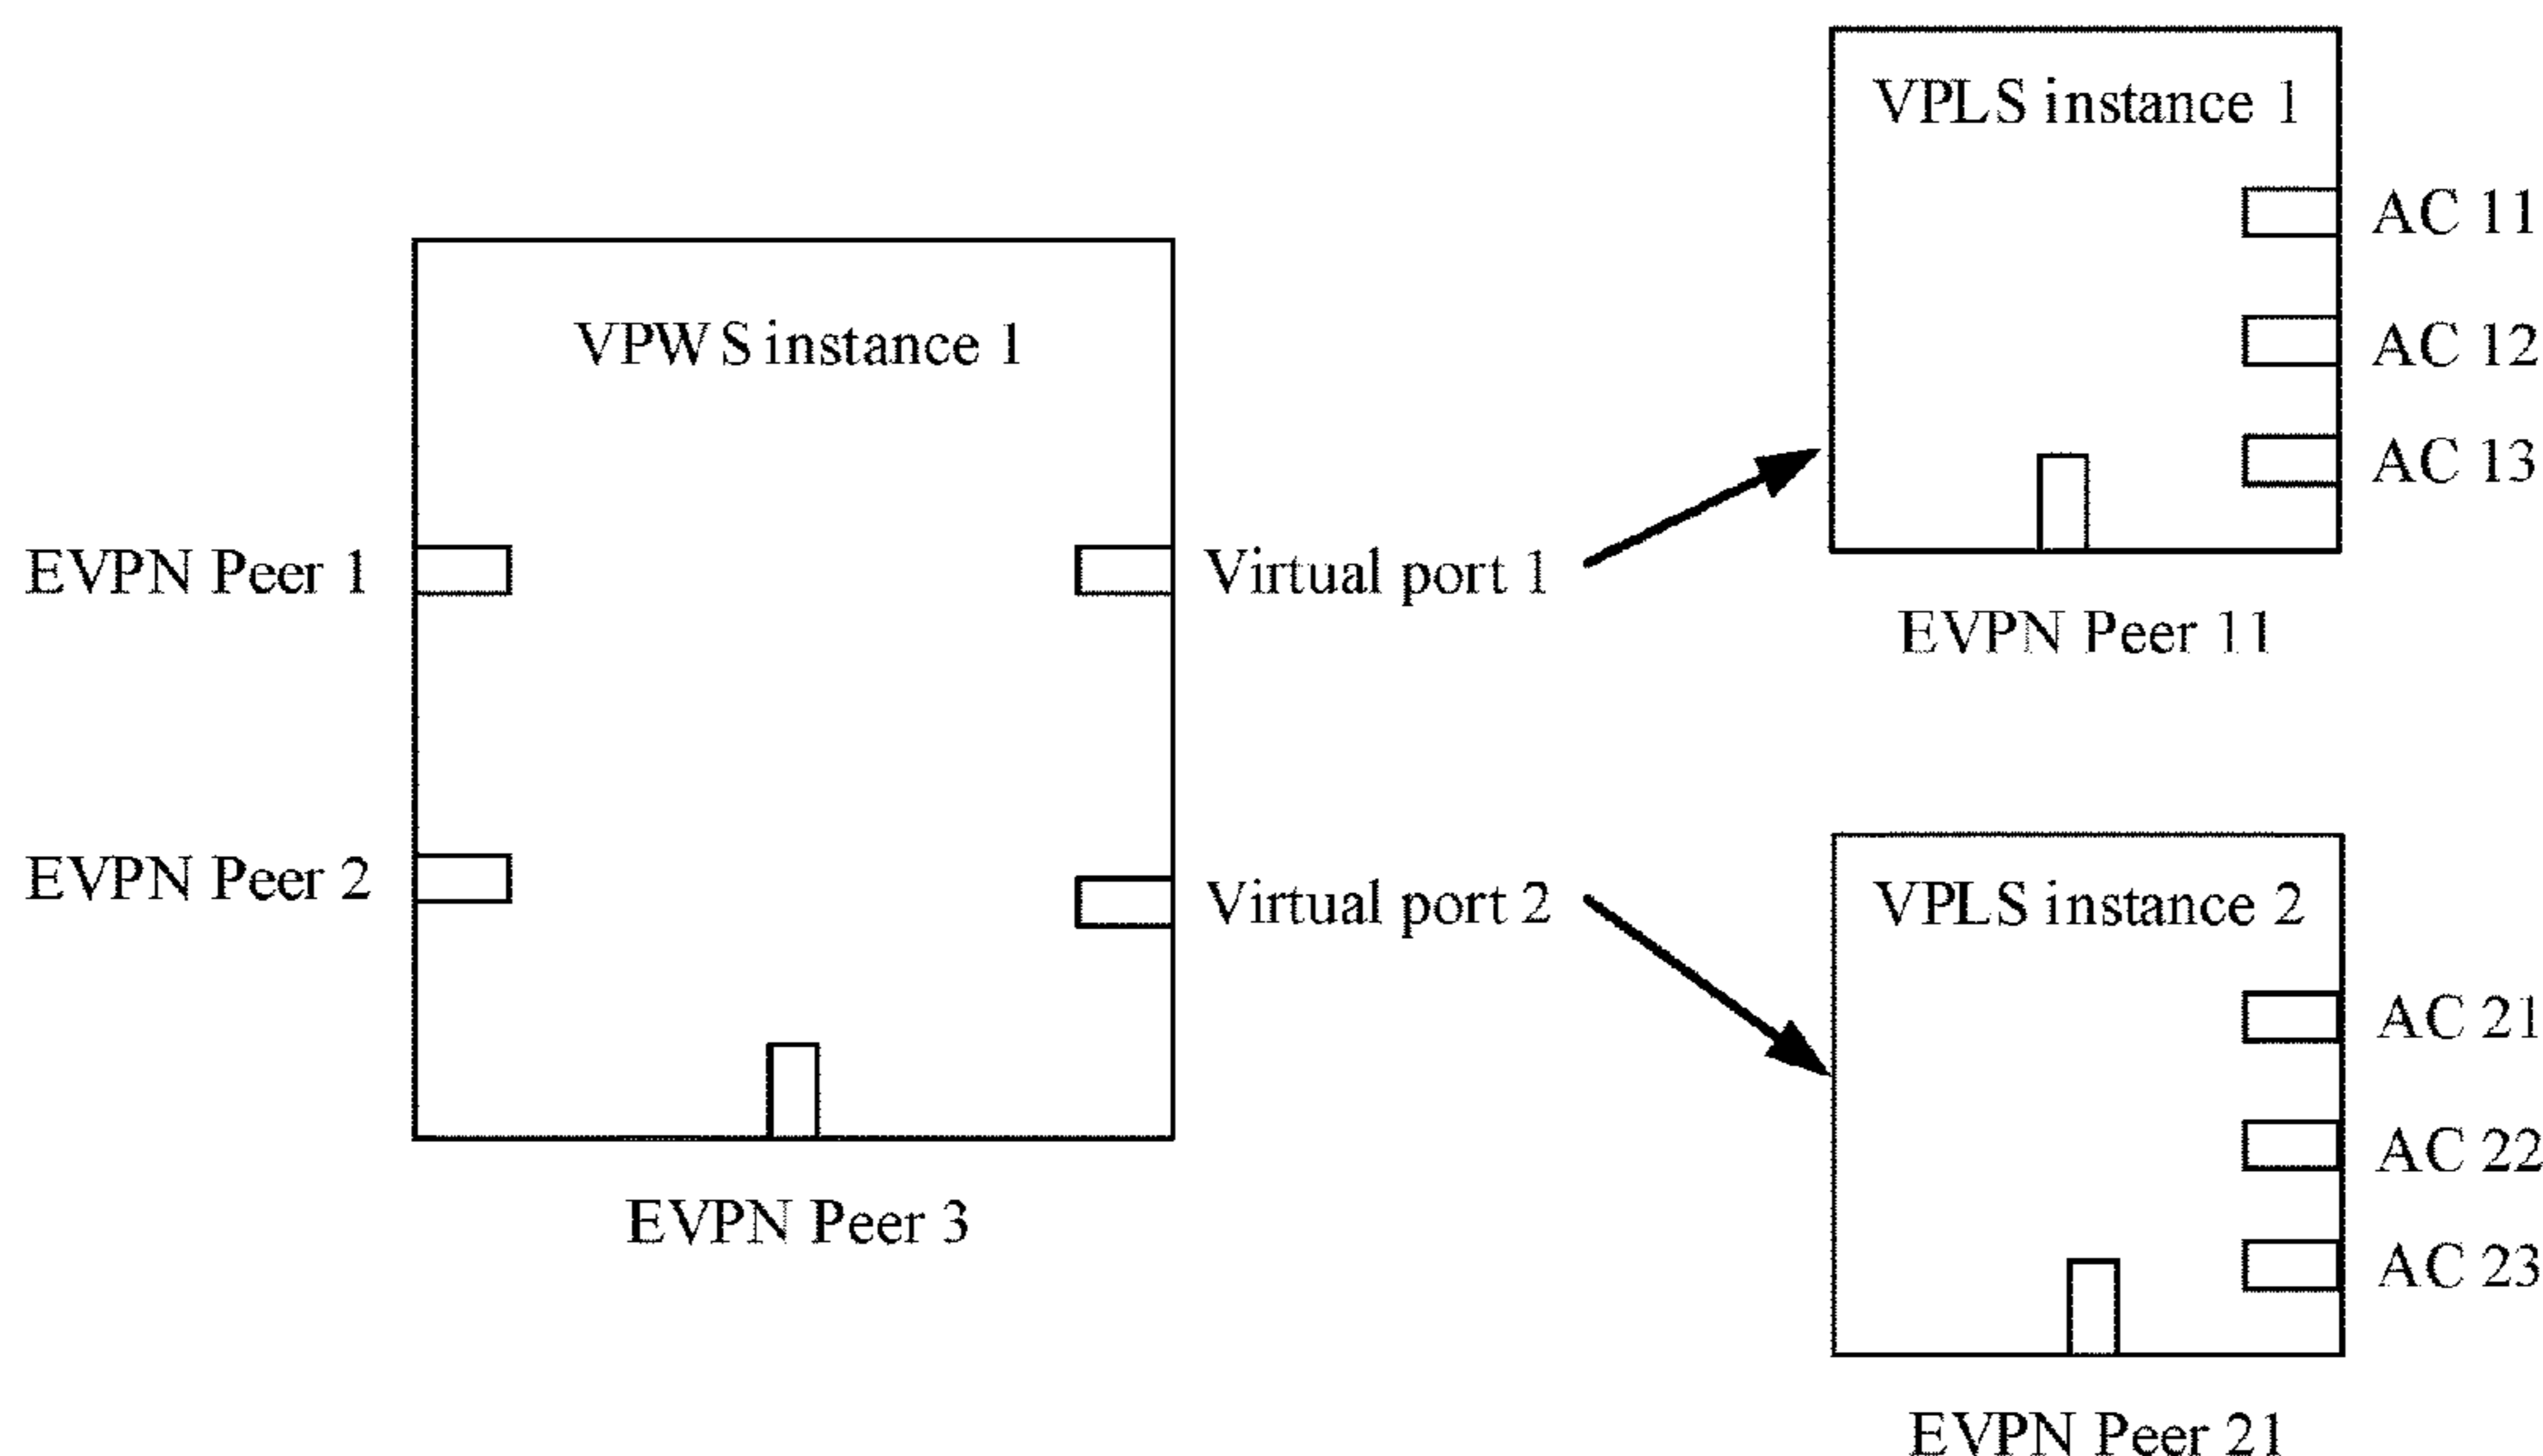 VPWS instance 1
EVPN Peer 1
EVPN Peer 2
EVPN Peer 3
Virtual port 1
Virtual port 2
VPLS instance 1
AC 11
AC 12
AC 13
EVPN Peer 11
VPLS instance 2
AC 21
AC 22
AC 23
EVPN Peer 21